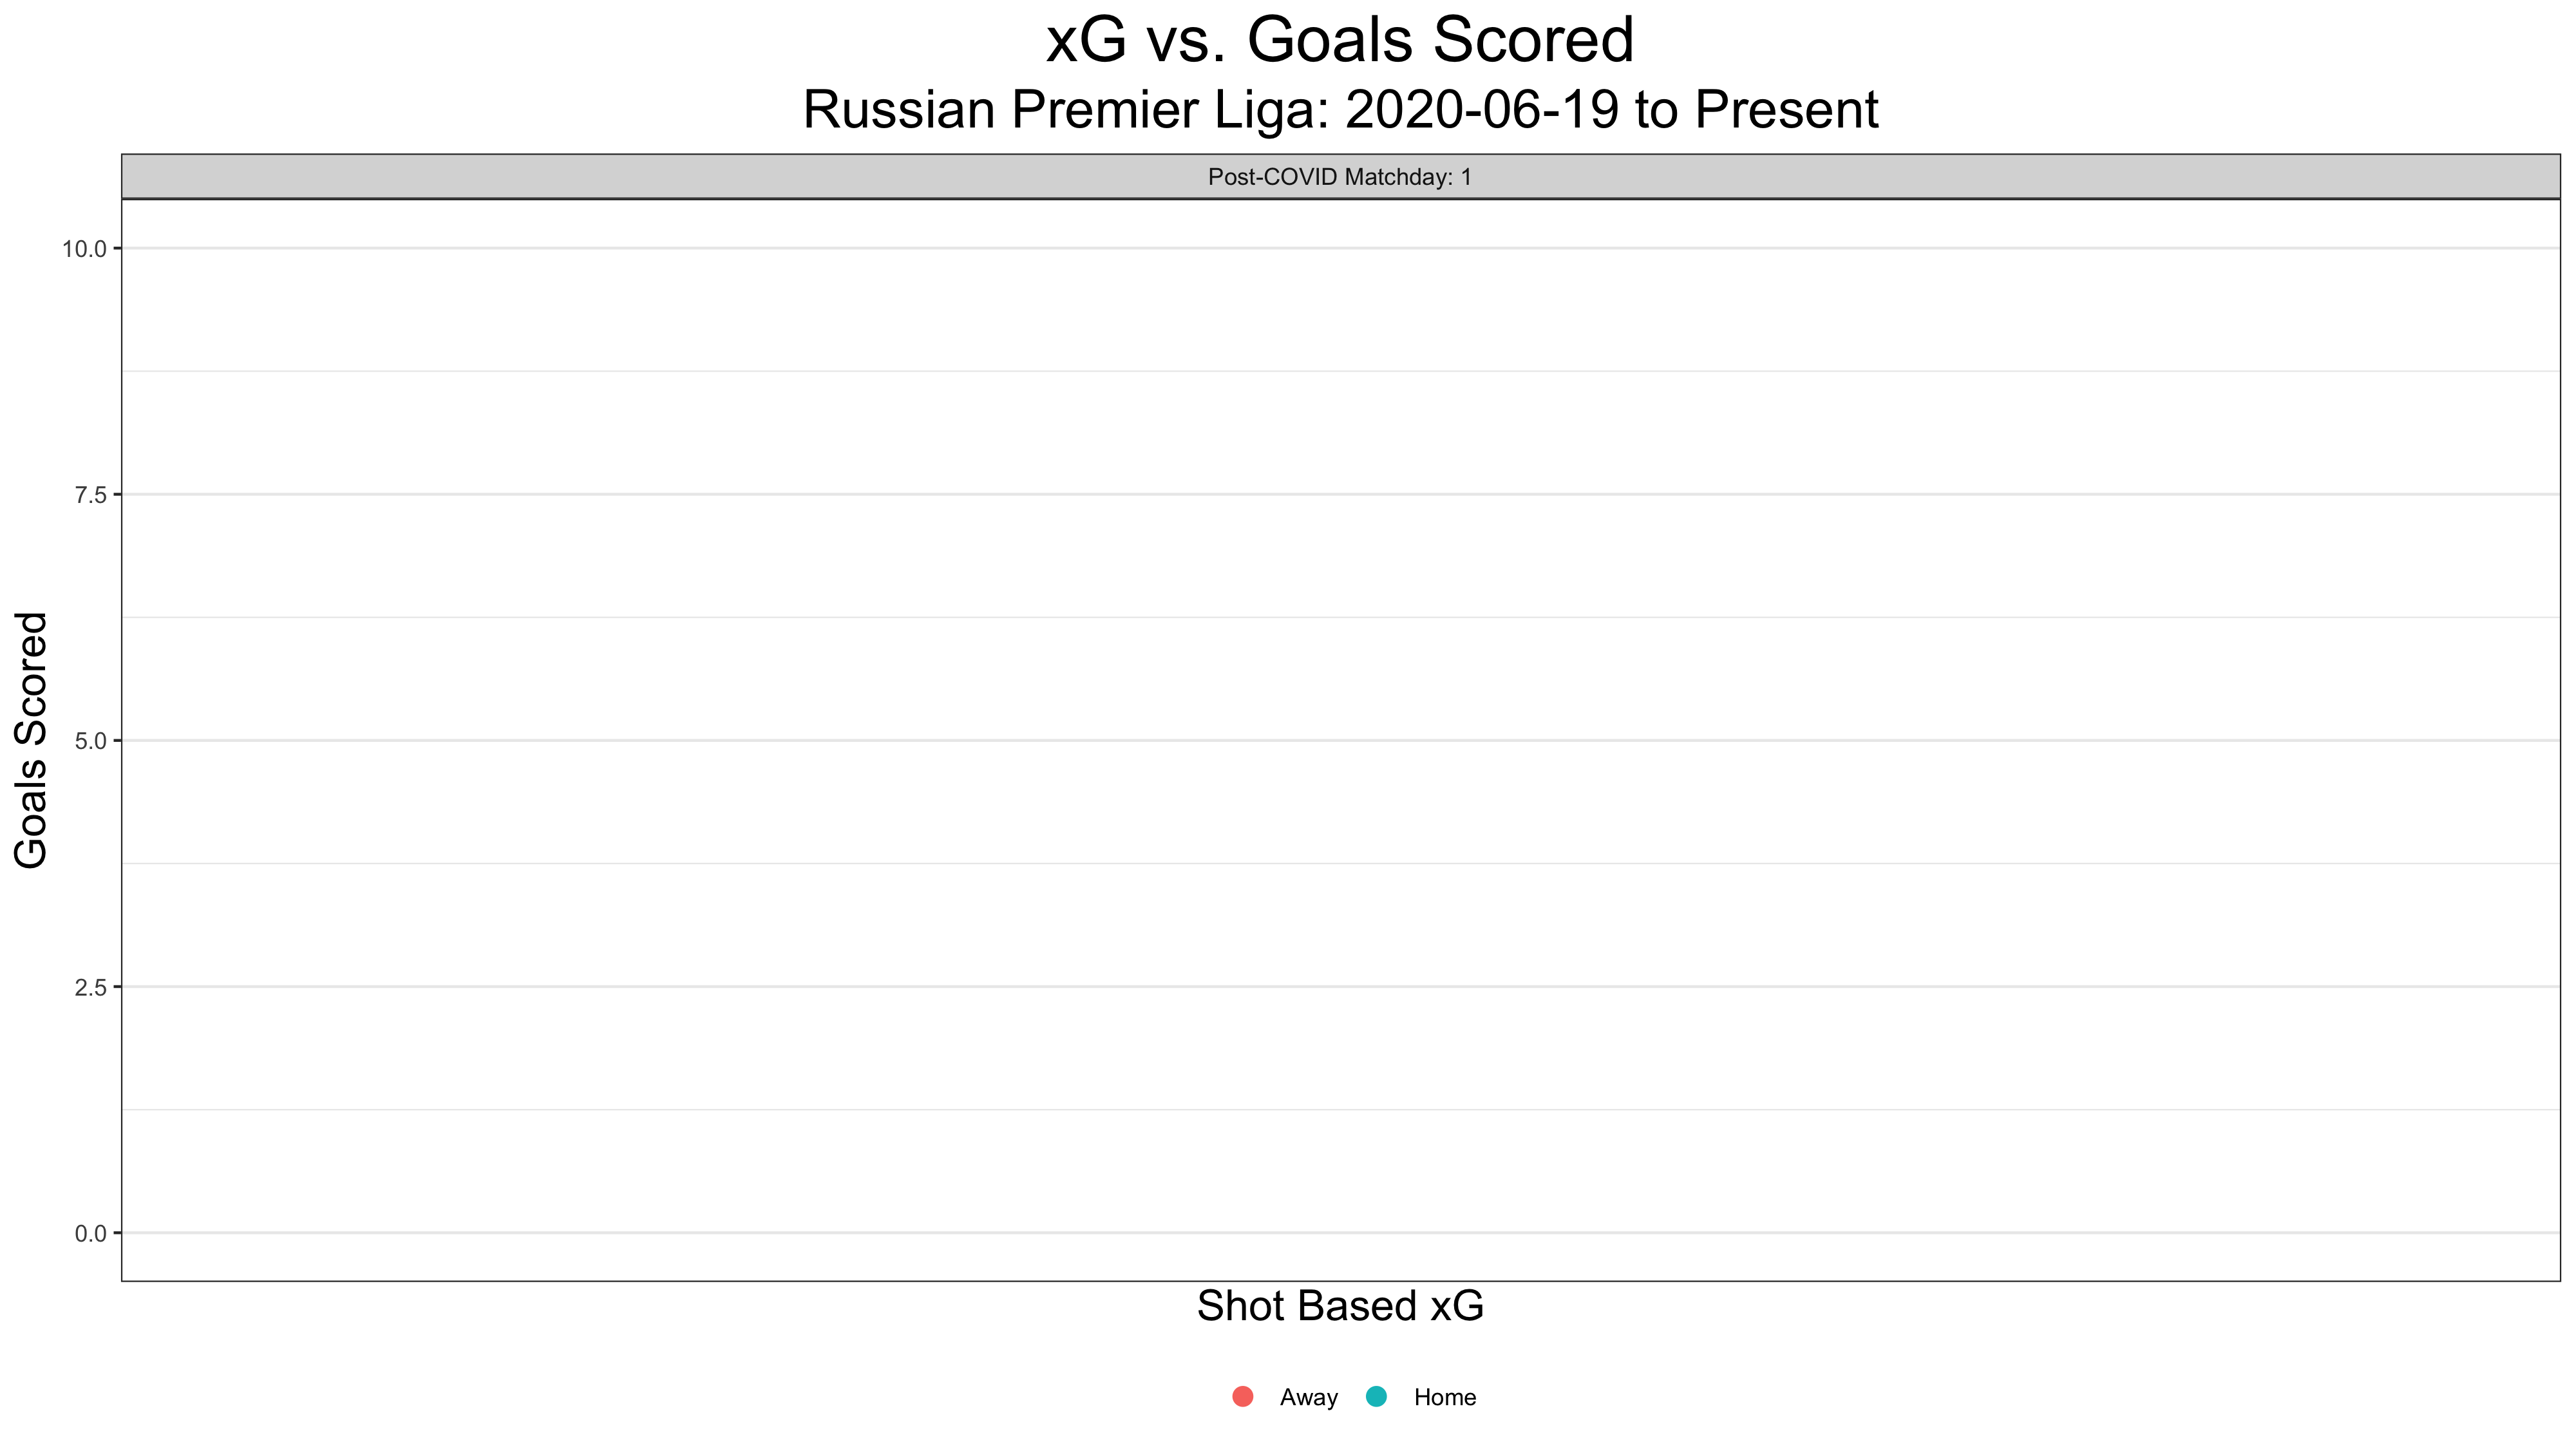 xG vs. Goals Scored
Russian Premier Liga: 2020-06-19 to Present
Post-COVID Matchday: 1
10.0
7.5
5.0
2.5
0.0
Goals Scored
Shot Based xG
Away Home